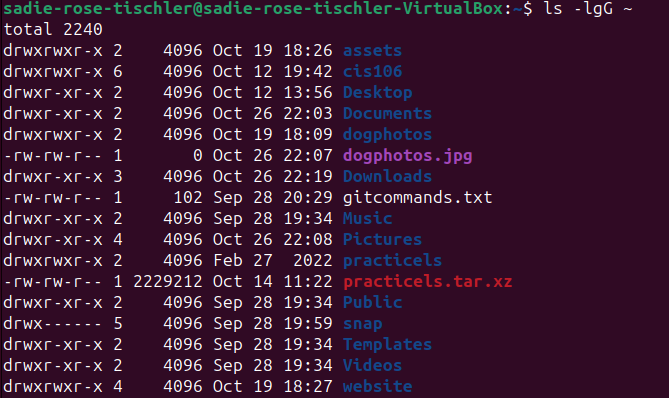 sadie-rose-tischler@sadie-rose-tischler-VirtualBox:~$ ls -lgG ~
total 2240
drwxrwxr-x 2    4096 Oct 19 18:26 assets
drwxrwxr-x 6    4096 Oct 12 19:42 cis106
drwxr-xr-x 2    4096 Oct 12 13:56 Desktop
drwxr-xr-x 2    4096 Oct 26 22:03 Documents
drwxrwxr-x 2    4096 Oct 19 18:09 dogphotos
-rw-rw-r-- 1       0 Oct 26 22:07 dogphotos.jpg
drwxr-xr-x 3    4096 Oct 26 22:19 Downloads
-rw-rw-r-- 1     102 Sep 28 20:29 gitcommands.txt
drwxr-xr-x 2    4096 Sep 28 19:34 Music
drwxr-xr-x 4    4096 Oct 26 22:08 Pictures
drwxrwxr-x 2    4096 Feb 27  2022 practicels
-rw-rw-r-- 1 2229212 Oct 14 11:22 practicels.tar.xz
drwxr-xr-x 2    4096 Sep 28 19:34 Public
drwx------ 5    4096 Sep 28 19:59 snap
drwxr-xr-x 2    4096 Sep 28 19:34 Templates
drwxr-xr-x 2    4096 Sep 28 19:34 Videos
drwxrwxr-x 4    4096 Oct 19 18:27 website